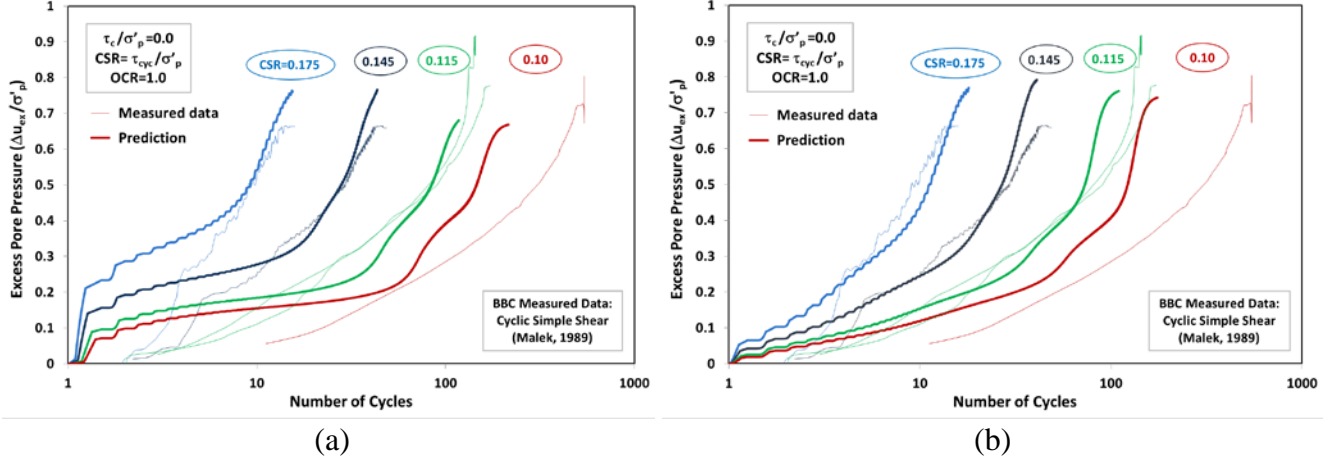 1
0.9
0.8
0.7
0.6
0.5
0.4
0.3
0.2
0.1
0
Excess Pore Pressure (Δuₑₓ/σ'ₚ)
τc/σ'p=0.0
CSR= τcyc/σ'p
OCR=1.0
CSR=0.175
0.145
0.115
0.10
Measured data
Prediction
BBC Measured Data:
Cyclic Simple Shear
(Malek, 1989)
1 10 100 1000
Number of Cycles
(a)
1
0.9
0.8
0.7
0.6
0.5
0.4
0.3
0.2
0.1
0
Excess Pore Pressure (Δuₑₓ/σ'ₚ)
τc/σ'p=0.0
CSR= τcyc/σ'p
OCR=1.0
CSR=0.175
0.145
0.115
0.10
Measured data
Prediction
BBC Measured Data:
Cyclic Simple Shear
(Malek, 1989)
1 10 100 1000
Number of Cycles
(b)